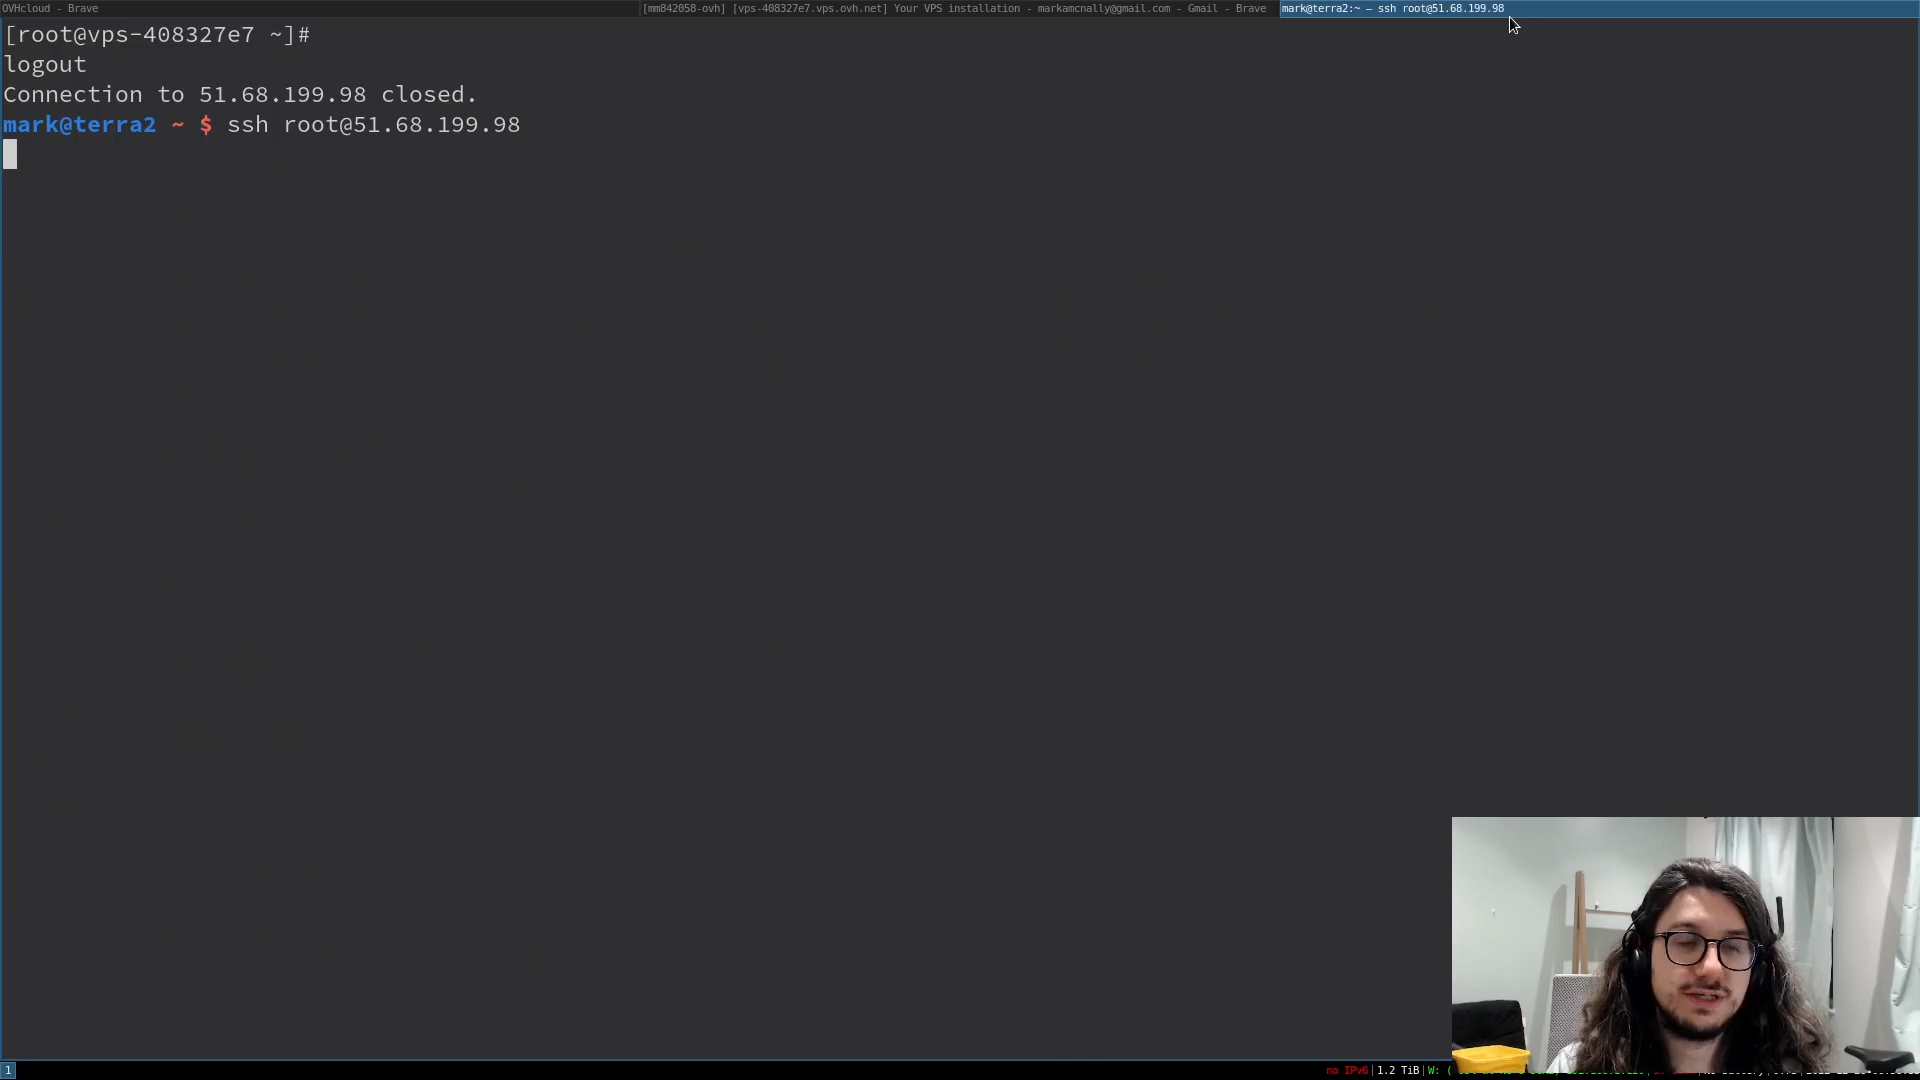 OVHcloud - Brave
[mm842058-ovh] [vps-408327e7.vps.ovh.net] Your VPS installation - markamcnally@gmail.com - Gmail - Brave
mark@terra2:~ — ssh root@51.68.199.98
[root@vps-408327e7 ~]#
logout
Connection to 51.68.199.98 closed.
mark@terra2 ~ $ ssh root@51.68.199.98
1
no IPv6|1.2 TiB|W: (